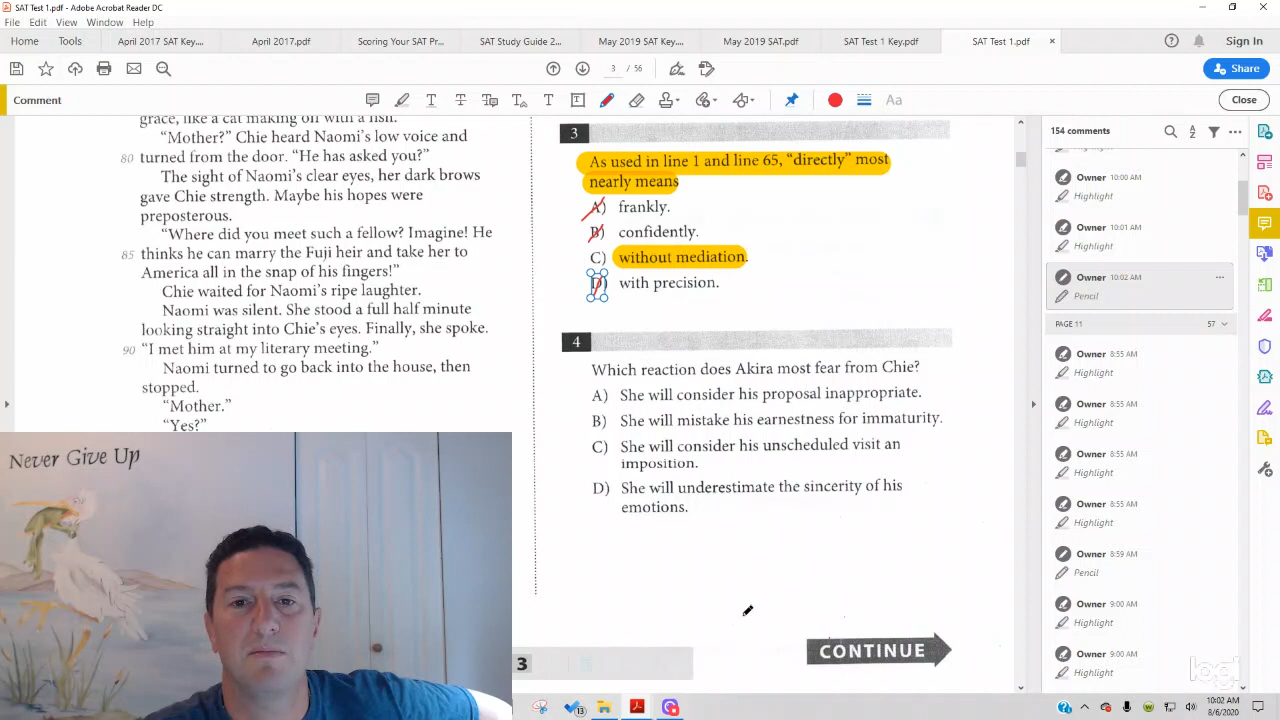 SAT Test 1.pdf - Adobe Acrobat Reader DC
File Edit View Window Help
Home Tools April 2017 SAT Key... April 2017.pdf Scoring Your SAT Pr... SAT Study Guide 2... May 2019 SAT Key... May 2019 SAT.pdf SAT Test 1 Key.pdf SAT Test 1.pdf × Sign In
3 / 56 Share
Comment Aa Close
grace, like a cat making off with a fish.
“Mother?” Chie heard Naomi’s low voice and
80 turned from the door. “He has asked you?”
The sight of Naomi’s clear eyes, her dark brows
gave Chie strength. Maybe his hopes were
preposterous.
“Where did you meet such a fellow? Imagine! He
85 thinks he can marry the Fuji heir and take her to
America all in the snap of his fingers!”
Chie waited for Naomi’s ripe laughter.
Naomi was silent. She stood a full half minute
looking straight into Chie’s eyes. Finally, she spoke.
90 “I met him at my literary meeting.”
Naomi turned to go back into the house, then
stopped.
“Mother.”
“Yes?”
Never Give Up
3
3
As used in line 1 and line 65, “directly” most
nearly means
A) frankly.
B) confidently.
C) without mediation.
D) with precision.
4
Which reaction does Akira most fear from Chie?
A) She will consider his proposal inappropriate.
B) She will mistake his earnestness for immaturity.
C) She will consider his unscheduled visit an
imposition.
D) She will underestimate the sincerity of his
emotions.
CONTINUE
154 comments
Owner 10:00 AM
Highlight
Owner 10:01 AM
Highlight
Owner 10:02 AM
Pencil
PAGE 11 57
Owner 8:55 AM
Highlight
Owner 8:55 AM
Highlight
Owner 8:55 AM
Highlight
Owner 8:55 AM
Highlight
Owner 8:59 AM
Pencil
Owner 9:00 AM
Highlight
Owner 9:00 AM
Highlight
logi
13
10:02 AM
8/6/2020